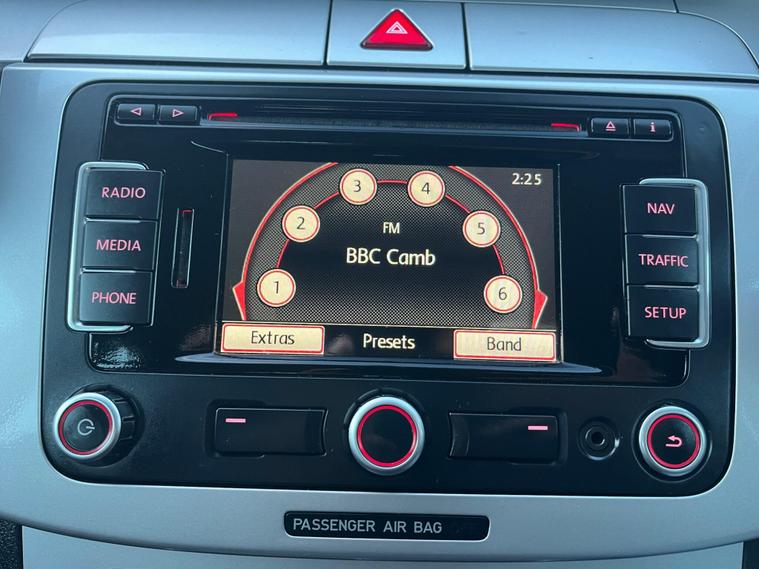 RADIO
MEDIA
PHONE
2:25
3
4
2
FM
5
BBC Camb
1
6
Extras
Presets
Band
i
NAV
TRAFFIC
SETUP
PASSENGER AIR BAG